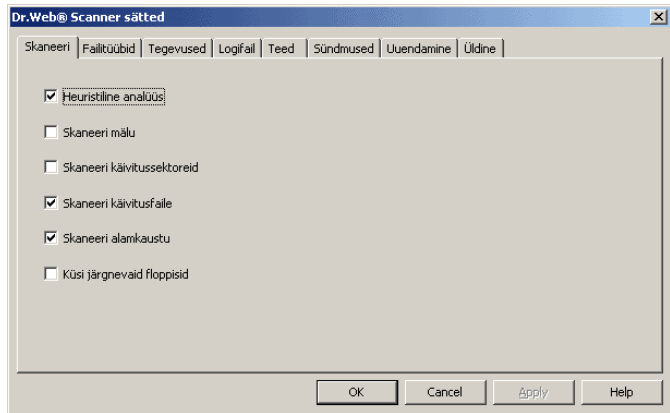 Dr.Web® Scanner sätted
Skaneeri Failitüübid Tegevused Logifail Teed Sündmused Uuendamine Üldine
Heuristiline analüüs
Skaneeri mälu
Skaneeri käivitussektoreid
Skaneeri käivitusfaile
Skaneeri alamkaustu
Küsi järgnevaid floppisid
OK Cancel Apply Help